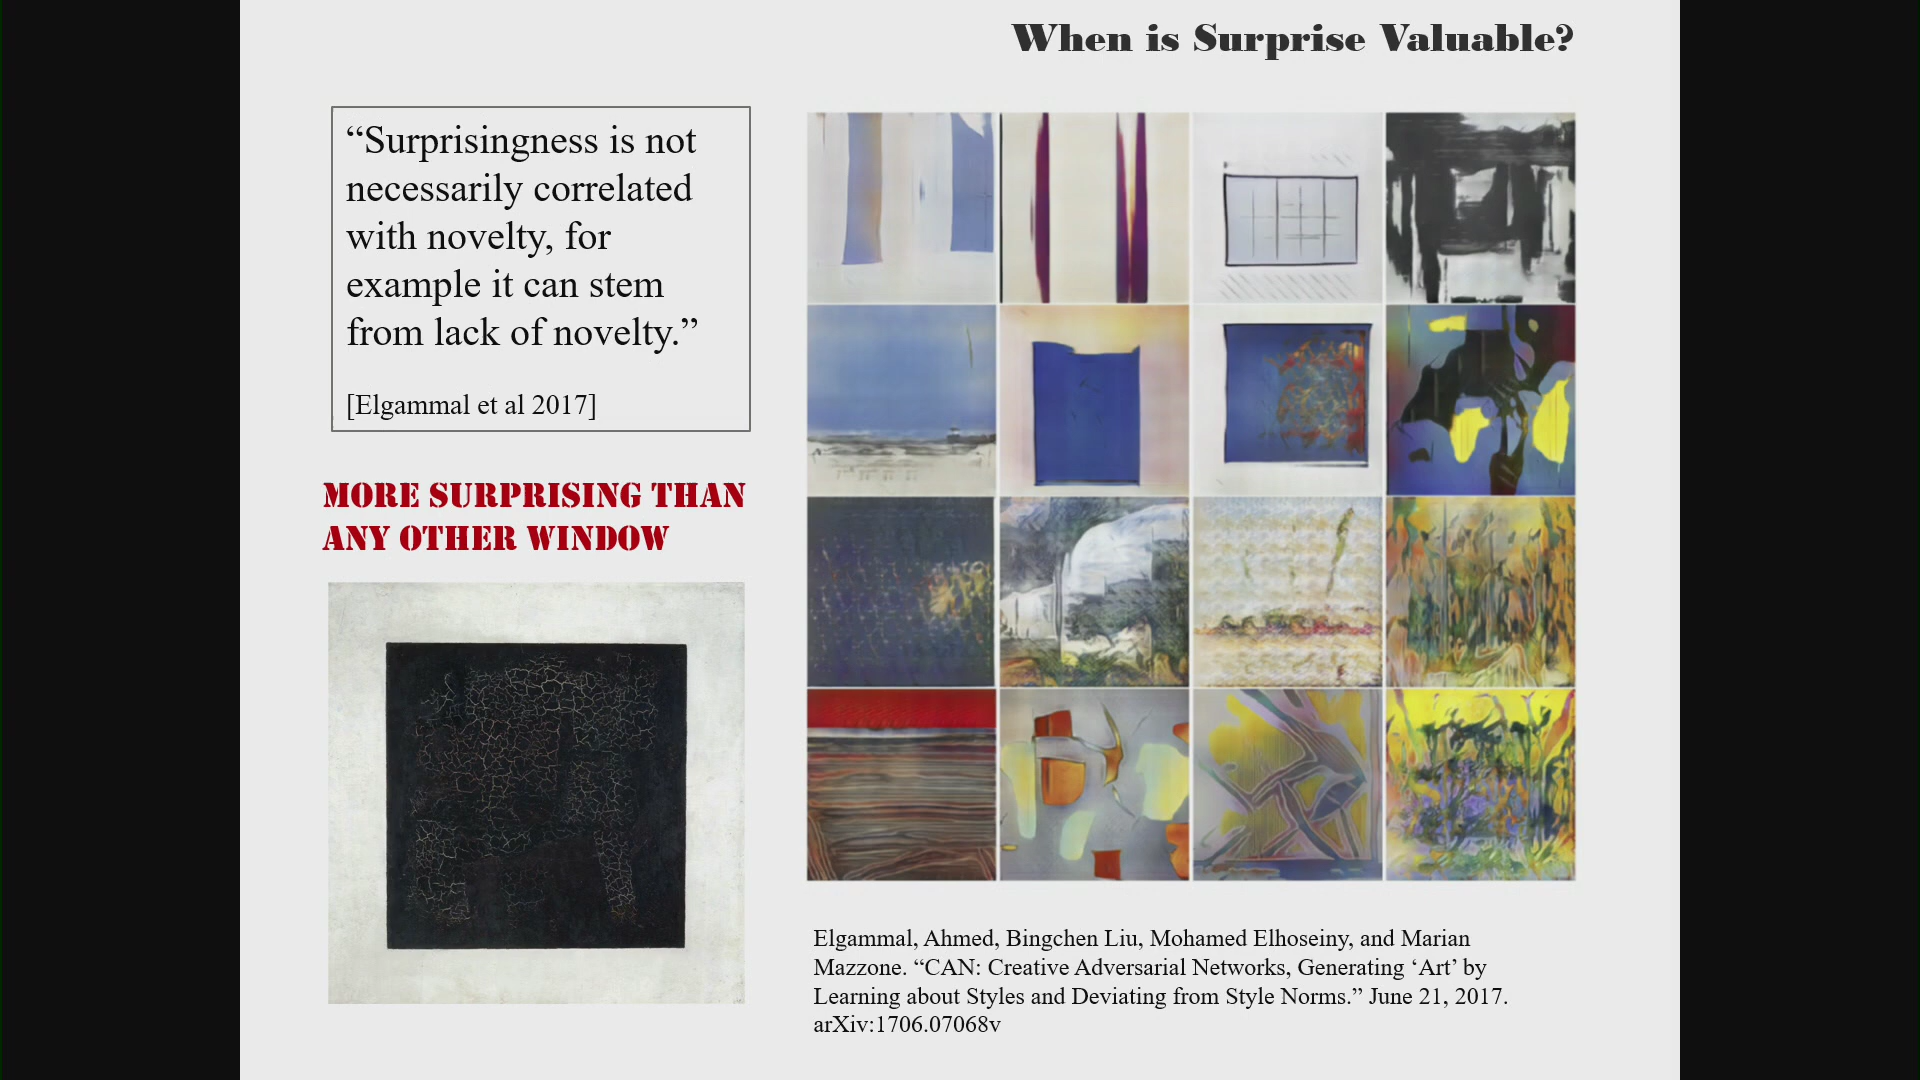 When is Surprise Valuable?
“Surprisingness is not
necessarily correlated
with novelty, for
example it can stem
from lack of novelty.”
[Elgammal et al 2017]
MORE SURPRISING THAN
ANY OTHER WINDOW
Elgammal, Ahmed, Bingchen Liu, Mohamed Elhoseiny, and Marian
Mazzone. “CAN: Creative Adversarial Networks, Generating ‘Art’ by
Learning about Styles and Deviating from Style Norms.” June 21, 2017.
arXiv:1706.07068v